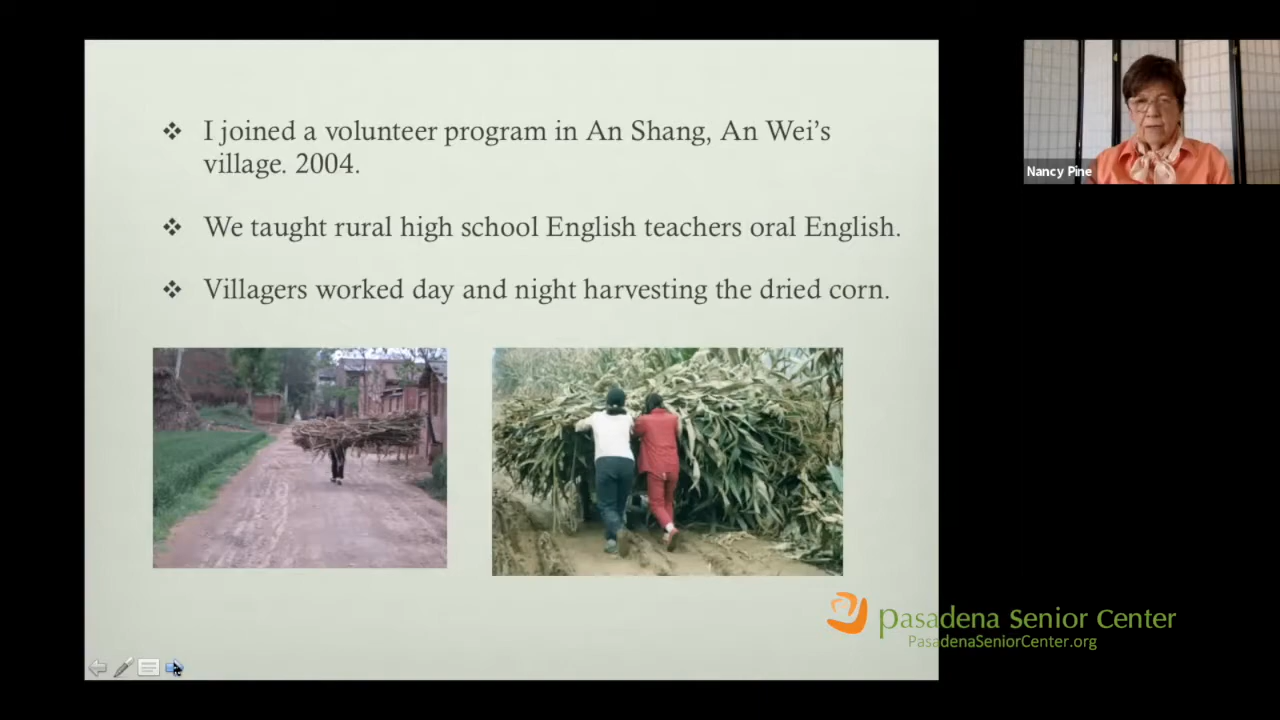 ❖ I joined a volunteer program in An Shang, An Wei’s
village. 2004.
❖ We taught rural high school English teachers oral English.
❖ Villagers worked day and night harvesting the dried corn.
Nancy Pine
Pasadena Senior Center
PasadenaSeniorCenter.org